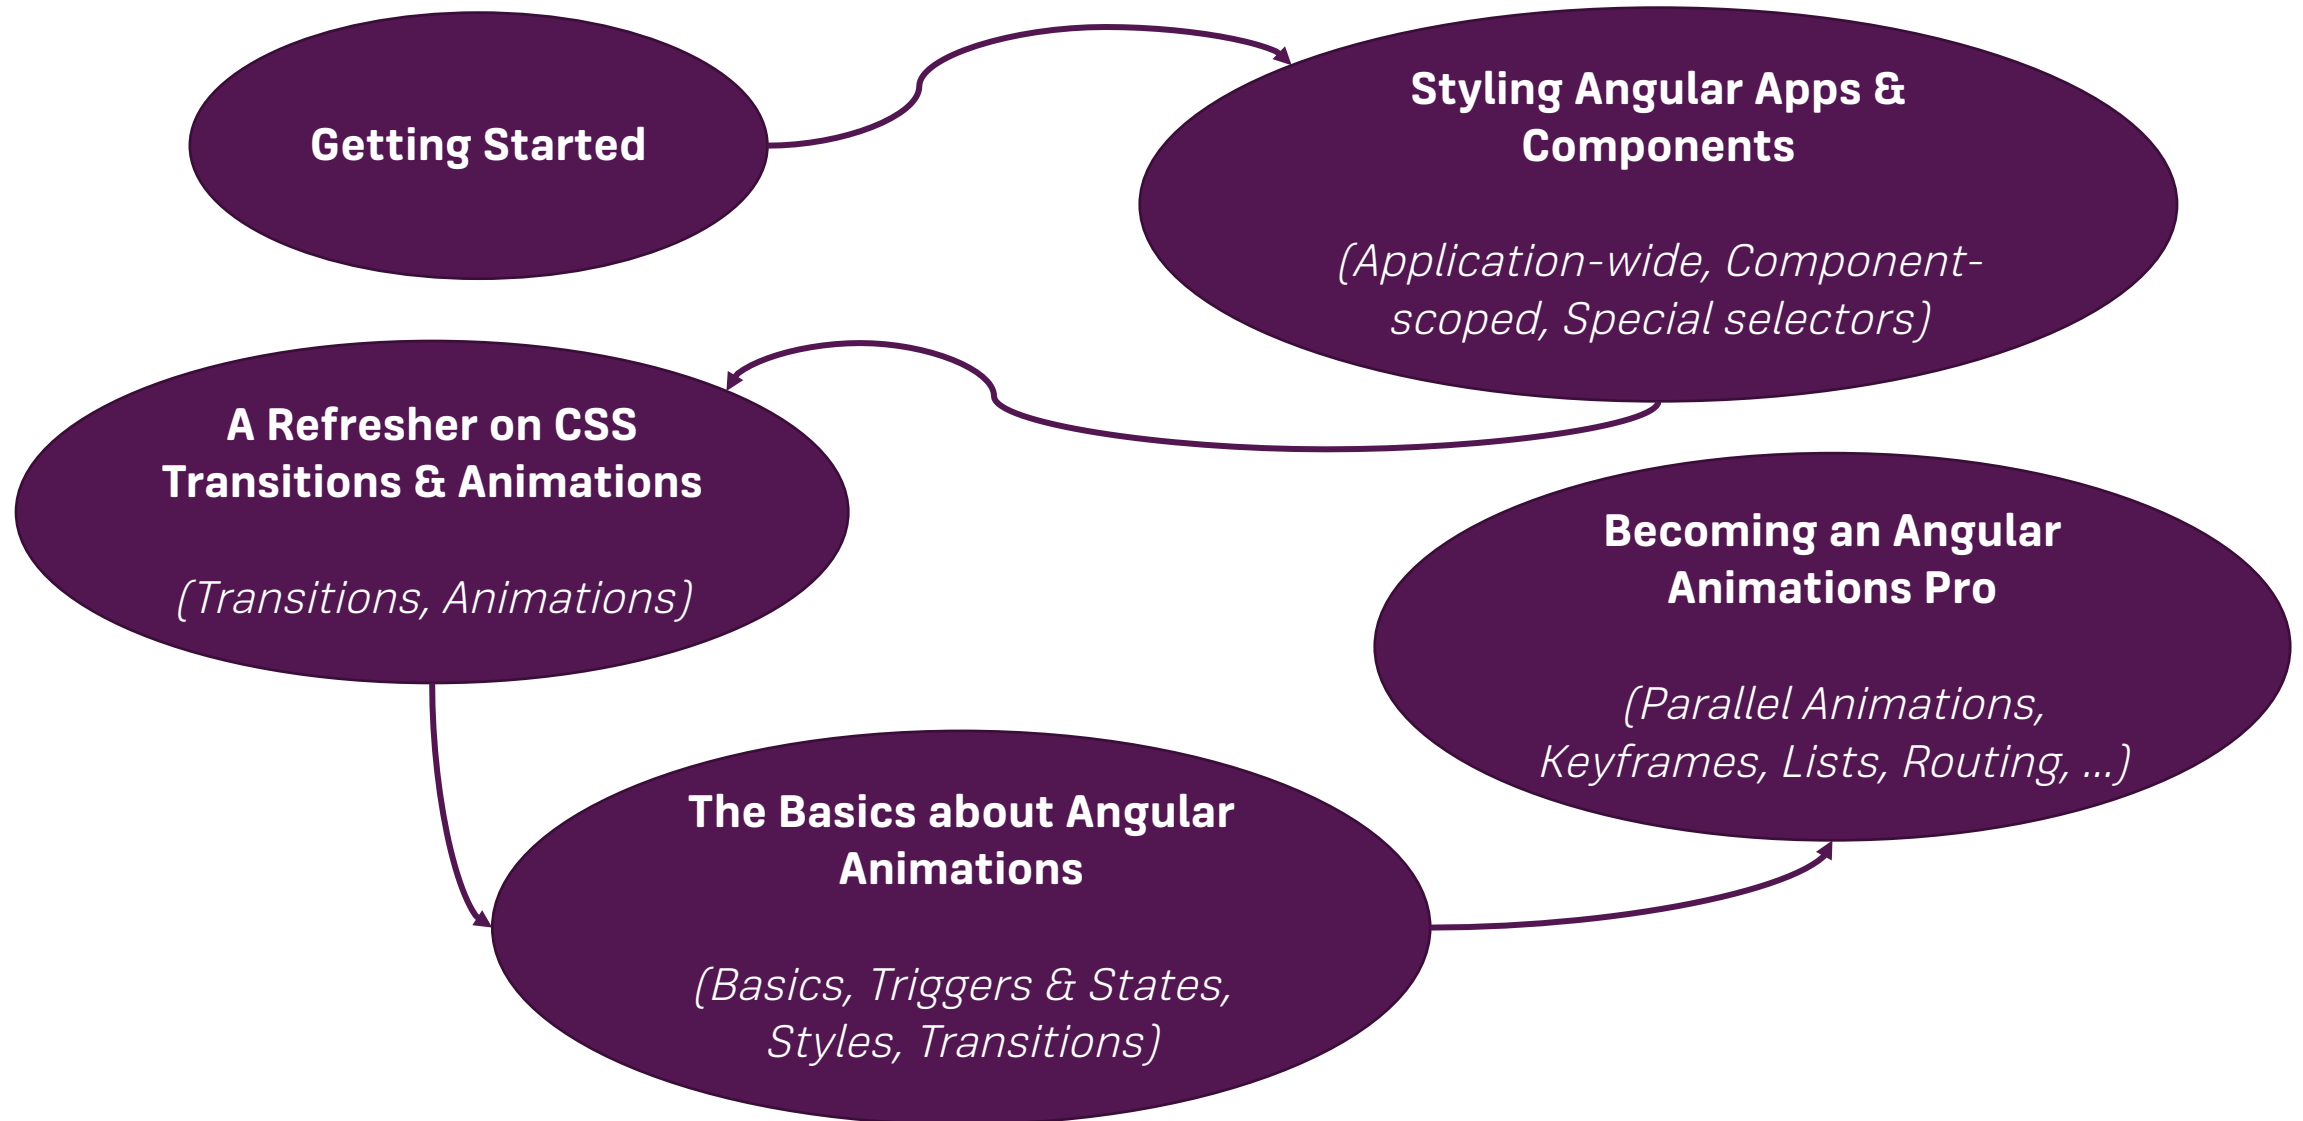 Getting Started
Styling Angular Apps &
Components
(Application-wide, Component-
scoped, Special selectors)
A Refresher on CSS
Transitions & Animations
(Transitions, Animations)
The Basics about Angular
Animations
(Basics, Triggers & States,
Styles, Transitions)
Becoming an Angular
Animations Pro
(Parallel Animations,
Keyframes, Lists, Routing, ...)